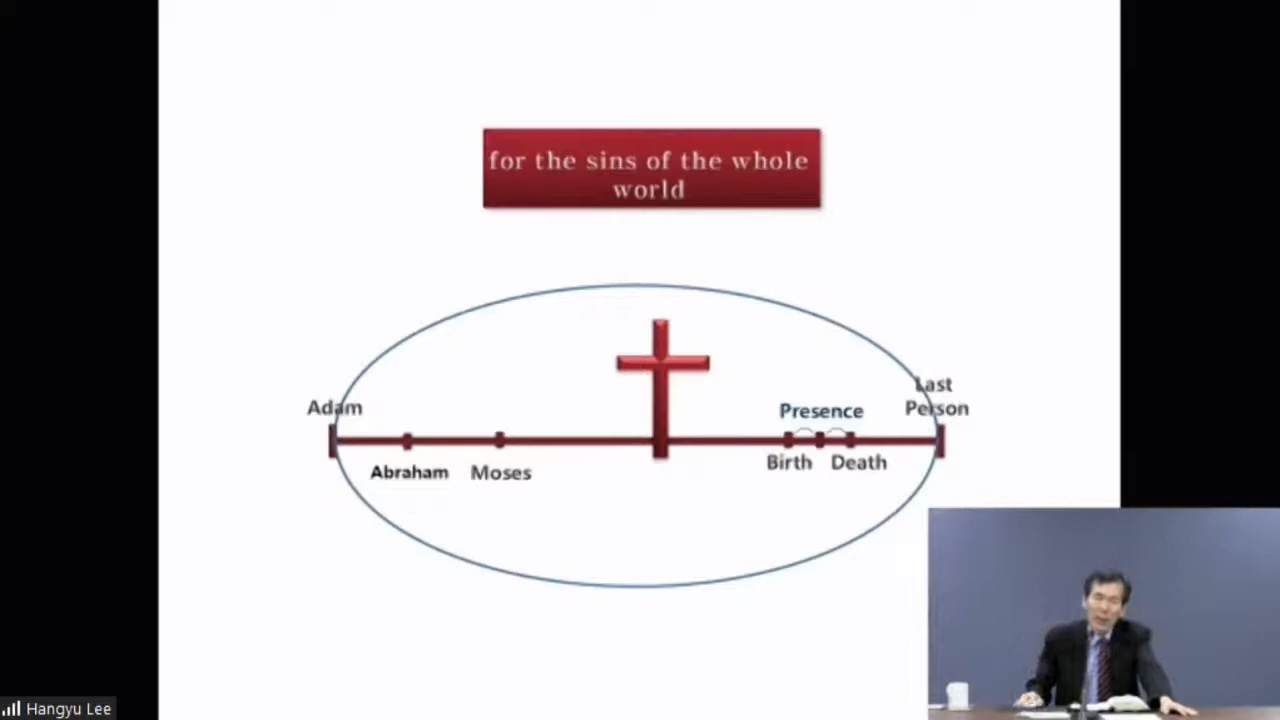 for the sins of the whole
world
Last
Adam
Presence
Person
Abraham
Moses
Birth
Death
Hangyu Lee